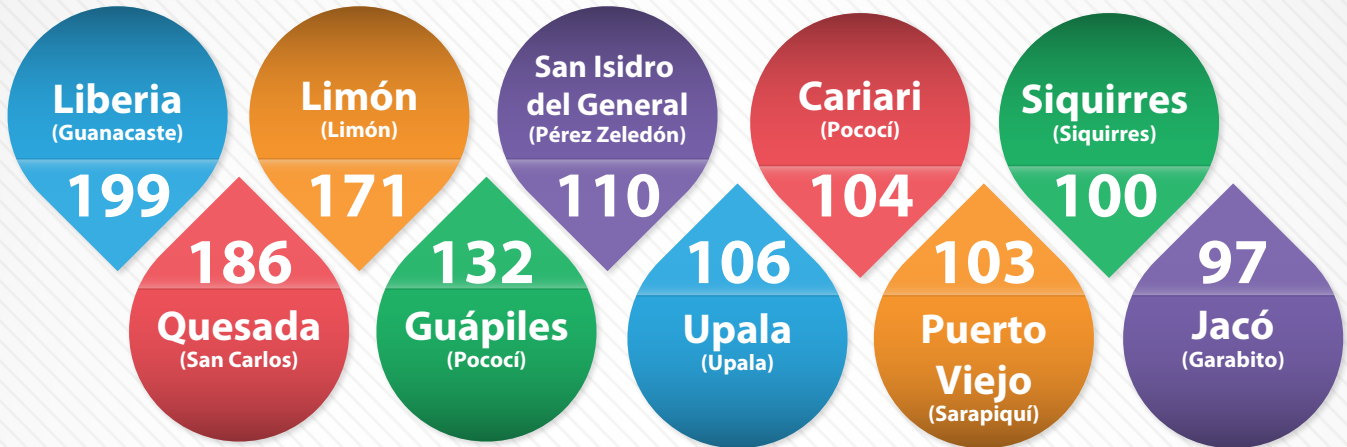 Liberia
(Guanacaste)
199
186
Quesada
(San Carlos)
Limón
(Limón)
171
132
Guápiles
(Pococí)
San Isidro
del General
(Pérez Zeledón)
110
106
Upala
(Upala)
Cariari
(Pococí)
104
103
Puerto
Viejo
(Sarapiquí)
Siquirres
(Siquirres)
100
97
Jacó
(Garabito)